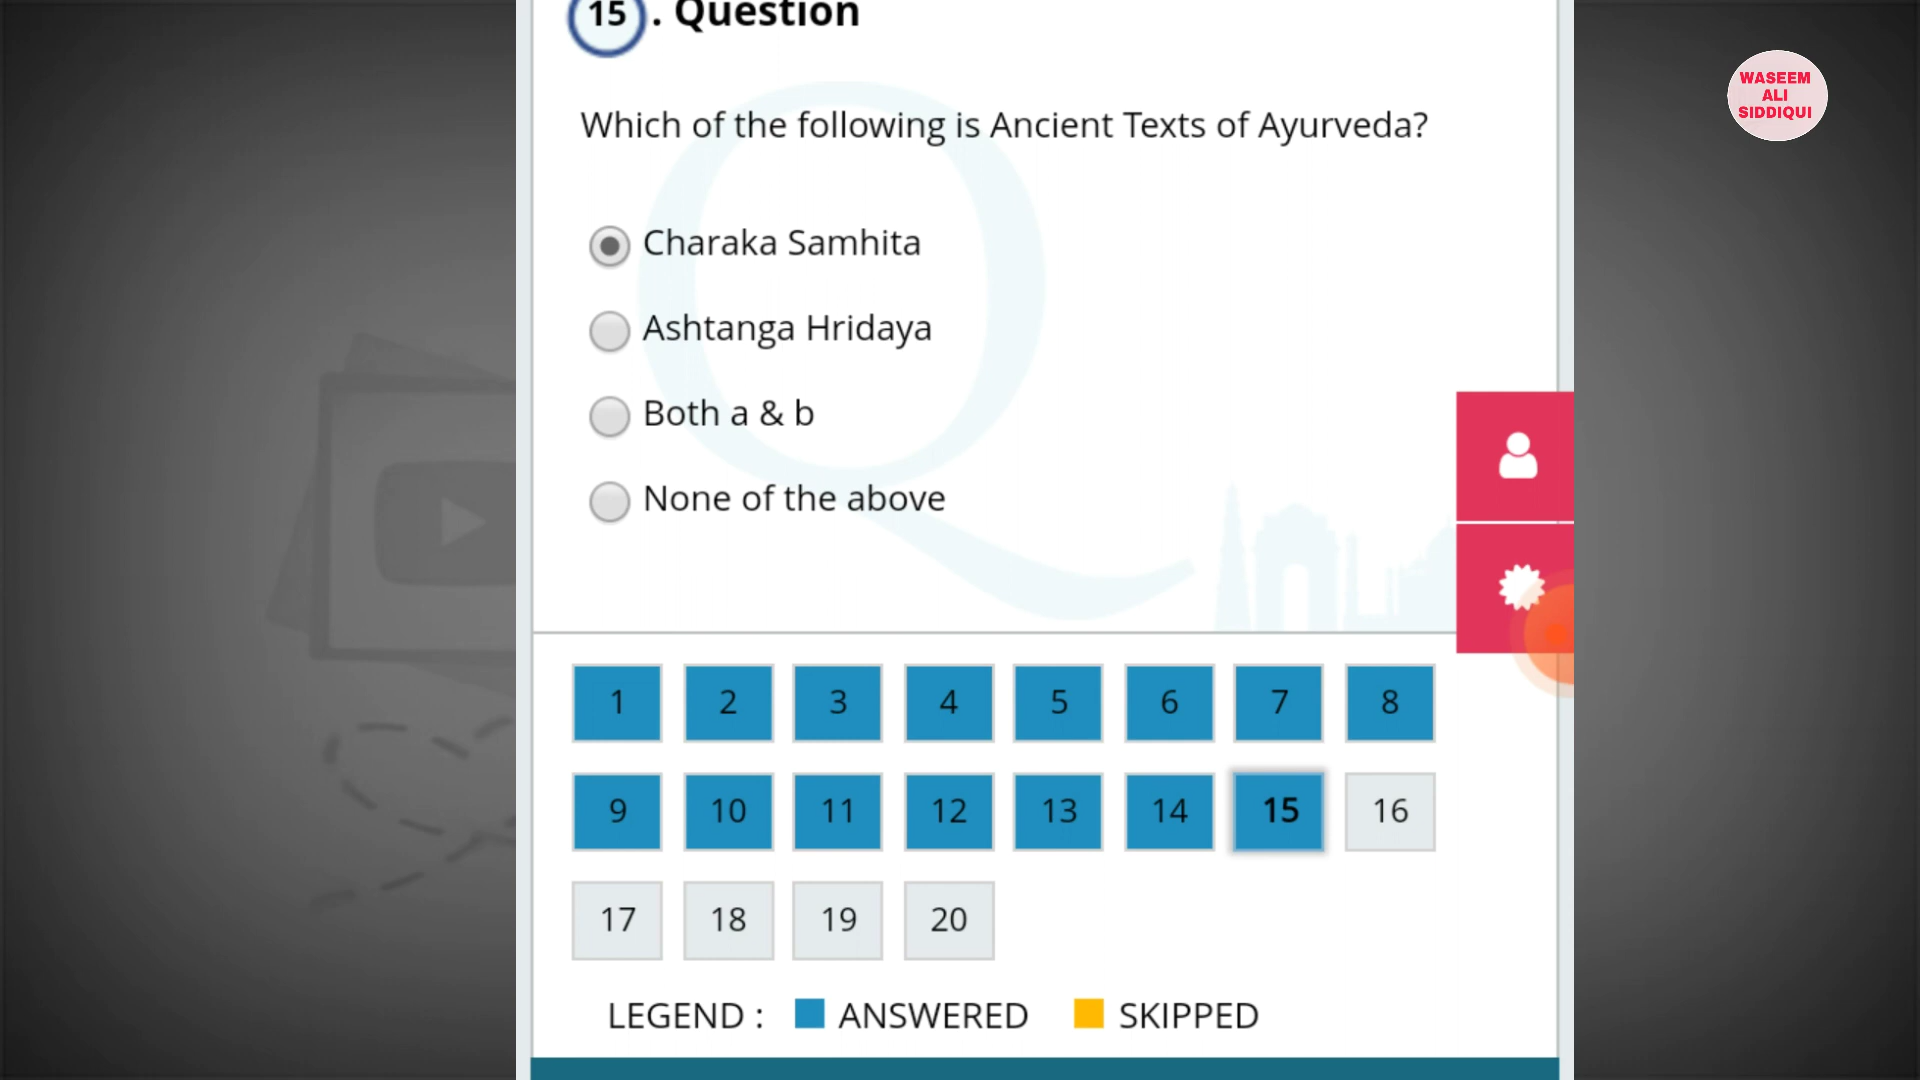 15 . Question
WASEEM
ALI
SIDDIQUI
Which of the following is Ancient Texts of Ayurveda?
Charaka Samhita
Ashtanga Hridaya
Both a & b
None of the above
1 2 3 4 5 6 7 8
9 10 11 12 13 14 15 16
17 18 19 20
LEGEND : ANSWERED SKIPPED